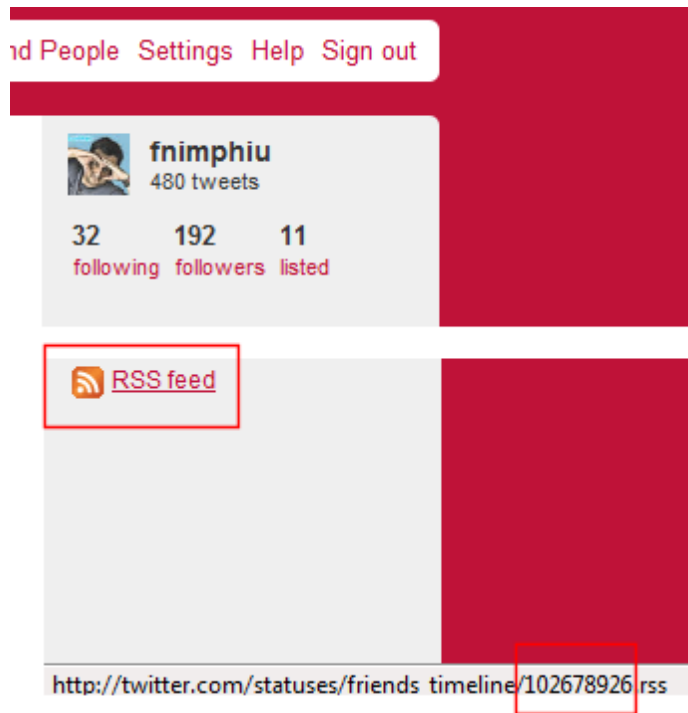 nd People Settings Help Sign out
fnimphiu
480 tweets
32 192 11
following followers listed
RSS feed
http://twitter.com/statuses/friends_timeline/102678926.rss